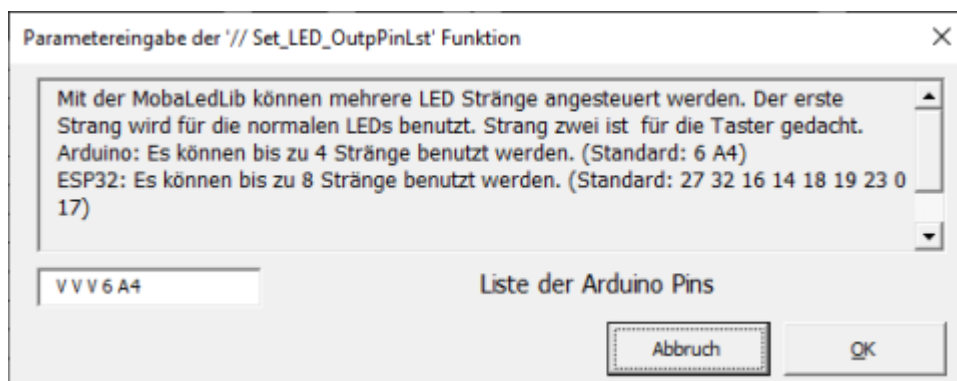 Parametereingabe der '// Set_LED_OutpPinLst' Funktion
Mit der MobaLedLib können mehrere LED Stränge angesteuert werden. Der erste
Strang wird für die normalen LEDs benutzt. Strang zwei ist  für die Taster gedacht.
Arduino: Es können bis zu 4 Stränge benutzt werden. (Standard: 6 A4)
ESP32: Es können bis zu 8 Stränge benutzt werden. (Standard: 27 32 16 14 18 19 23 0
17)
V V V 6 A4
Liste der Arduino Pins
Abbruch
OK